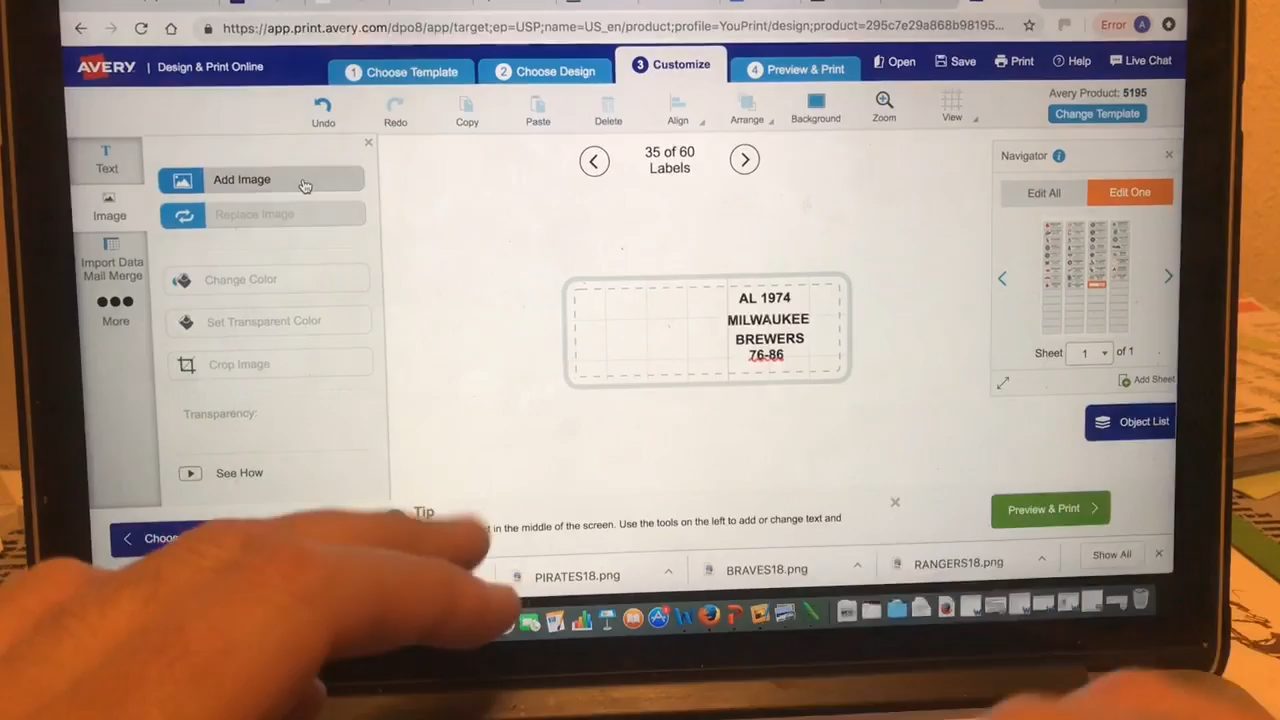 https://app.print.avery.com/dpo8/app/target;ep=USP;name=US_en/product;profile=YouPrint/design;product=295c7e29a868b98195...
Error A
AVERY | Design & Print Online
1 Choose Template
2 Choose Design
3 Customize
4 Preview & Print
Open
Save
Print
Help
Live Chat
Undo
Redo
Copy
Paste
Delete
Align
Arrange
Background
Zoom
View
Avery Product: 5195
Change Template
Text
Image
Import Data
Mail Merge
More
Add Image
Replace Image
Change Color
Set Transparent Color
Crop Image
Transparency:
See How
35 of 60
Labels
AL 1974
MILWAUKEE
BREWERS
76-86
Navigator
Edit All
Edit One
Sheet 1 of 1
Add Sheet
Object List
Tip
in the middle of the screen. Use the tools on the left to add or change text and
Preview & Print
PIRATES18.png
BRAVES18.png
RANGERS18.png
Show All